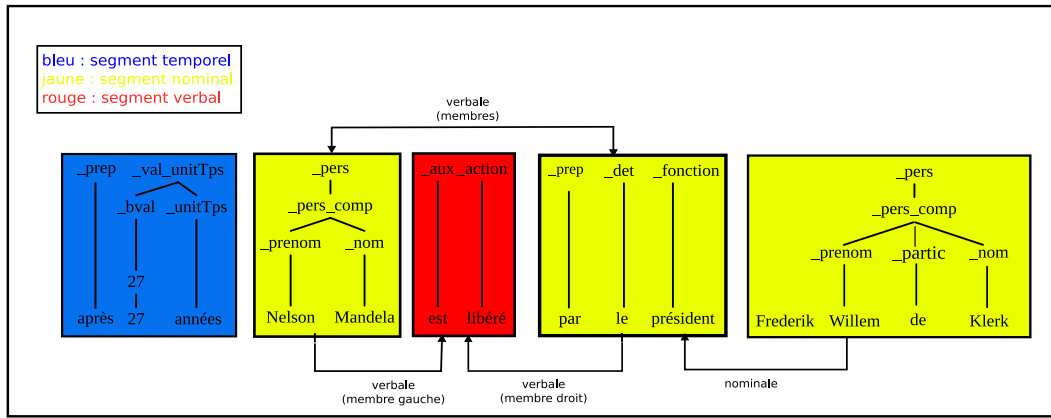 bleu : segment temporel
jaune : segment nominal
rouge : segment verbal
verbale
(membres)
_prep _val_unitTps
_bval _unitTps
27
après 27 années
_pers
_pers_comp
_prenom _nom
Nelson Mandela
_aux _action
est libéré
_prep _det _fonction
par le président
_pers
_pers_comp
_prenom _partic _nom
Frederik Willem de Klerk
verbale
(membre gauche)
verbale
(membre droit)
nominale